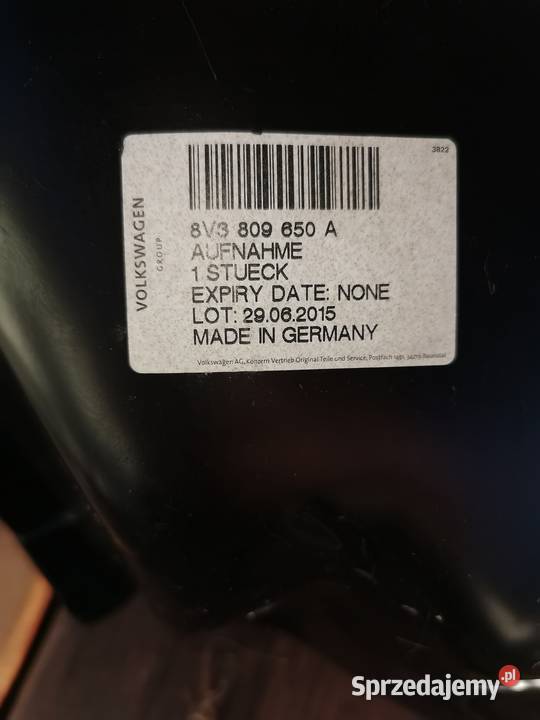 3822
VOLKSWAGEN
GROUP
8V3 809 650 A
AUFNAHME
1 STUECK
EXPIRY DATE: NONE
LOT: 29.06.2015
MADE IN GERMANY
Volkswagen AG, Konzern Vertrieb Original Teile und Service, Postfach
Sprzedajemy.pl